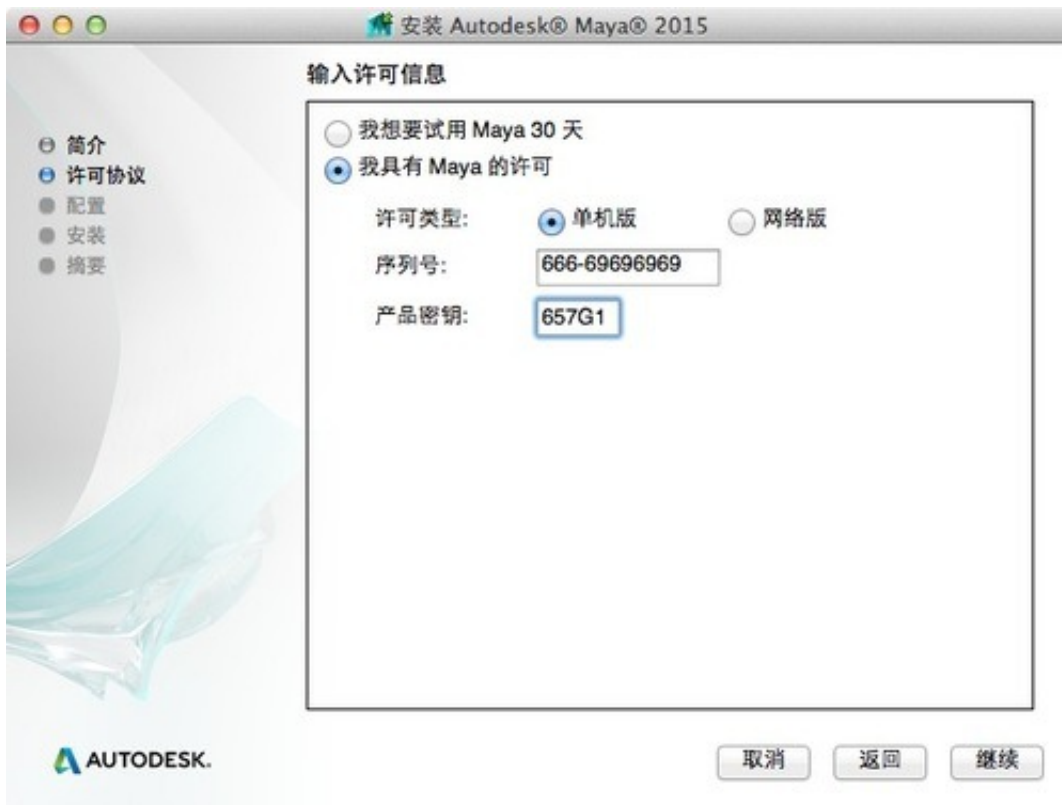 安装 Autodesk® Maya® 2015
输入许可信息
简介
许可协议
配置
安装
摘要
我想要试用 Maya 30 天
我具有 Maya 的许可
许可类型: 单机版 网络版
序列号: 666-69696969
产品密钥: 657G1
AUTODESK.
取消 返回 继续